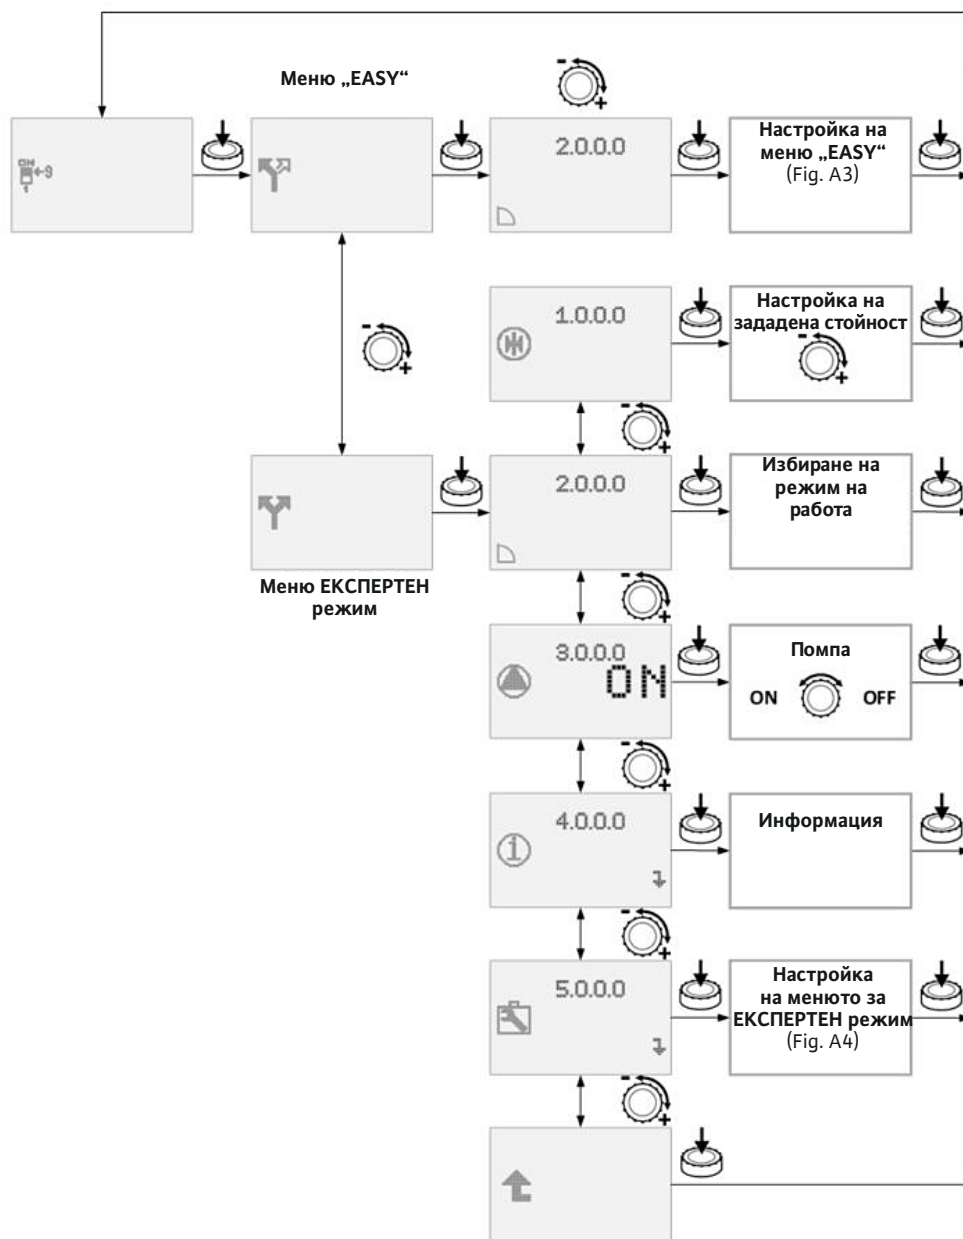 Меню „EASY“
- +
ON
←9
1
2.0.0.0
Настройка на
меню „EASY“
(Fig. A3)
1.0.0.0
Настройка на
зададена стойност
- +
- +
- +
Меню ЕКСПЕРТЕН
режим
2.0.0.0
Избиране на
режим на
работа
- +
3.0.0.0
ON
Помпа
ON OFF
- +
4.0.0.0
i
Информация
- +
5.0.0.0
Настройка
на менюто за
ЕКСПЕРТЕН режим
(Fig. A4)
- +